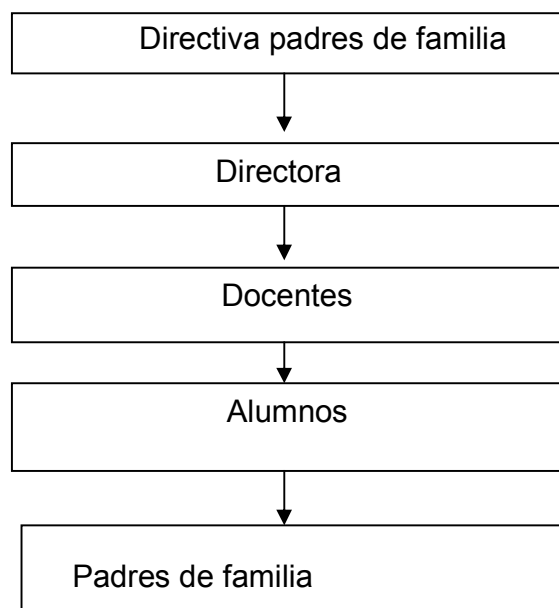 Directiva padres de familia
Directora
Docentes
Alumnos
Padres de familia